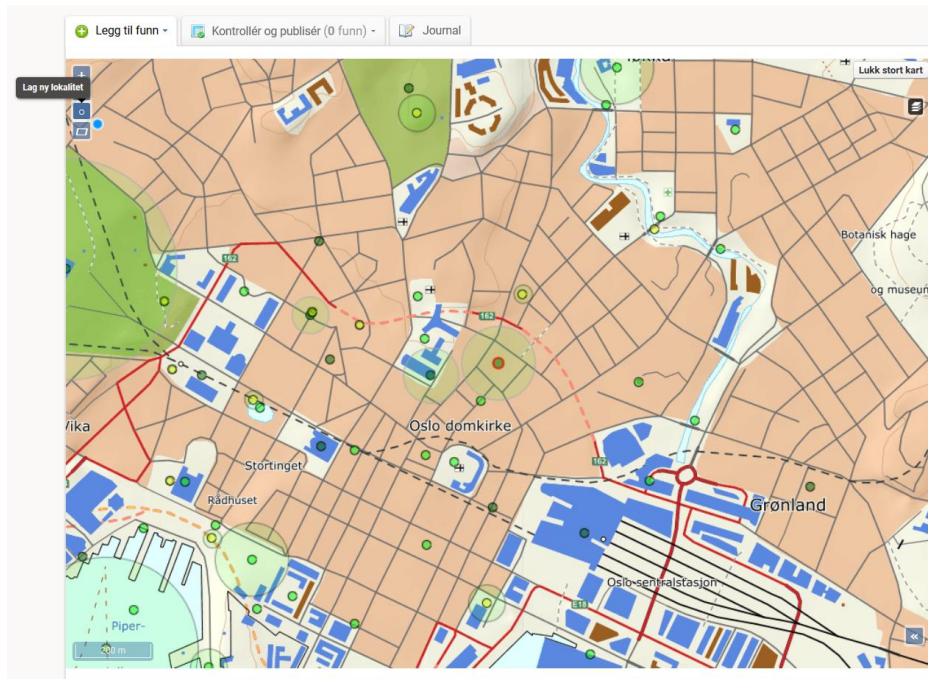 Legg til funn
Kontrollér og publisér (0 funn)
Journal
Lag ny lokalitet
Lukk stort kart
162
Botanisk hage
og museum
162
Oslo domkirke
Vika
Stortinget
162
Rådhuset
Grønland
Oslo sentralstasjon
E18
Piper-
200 m